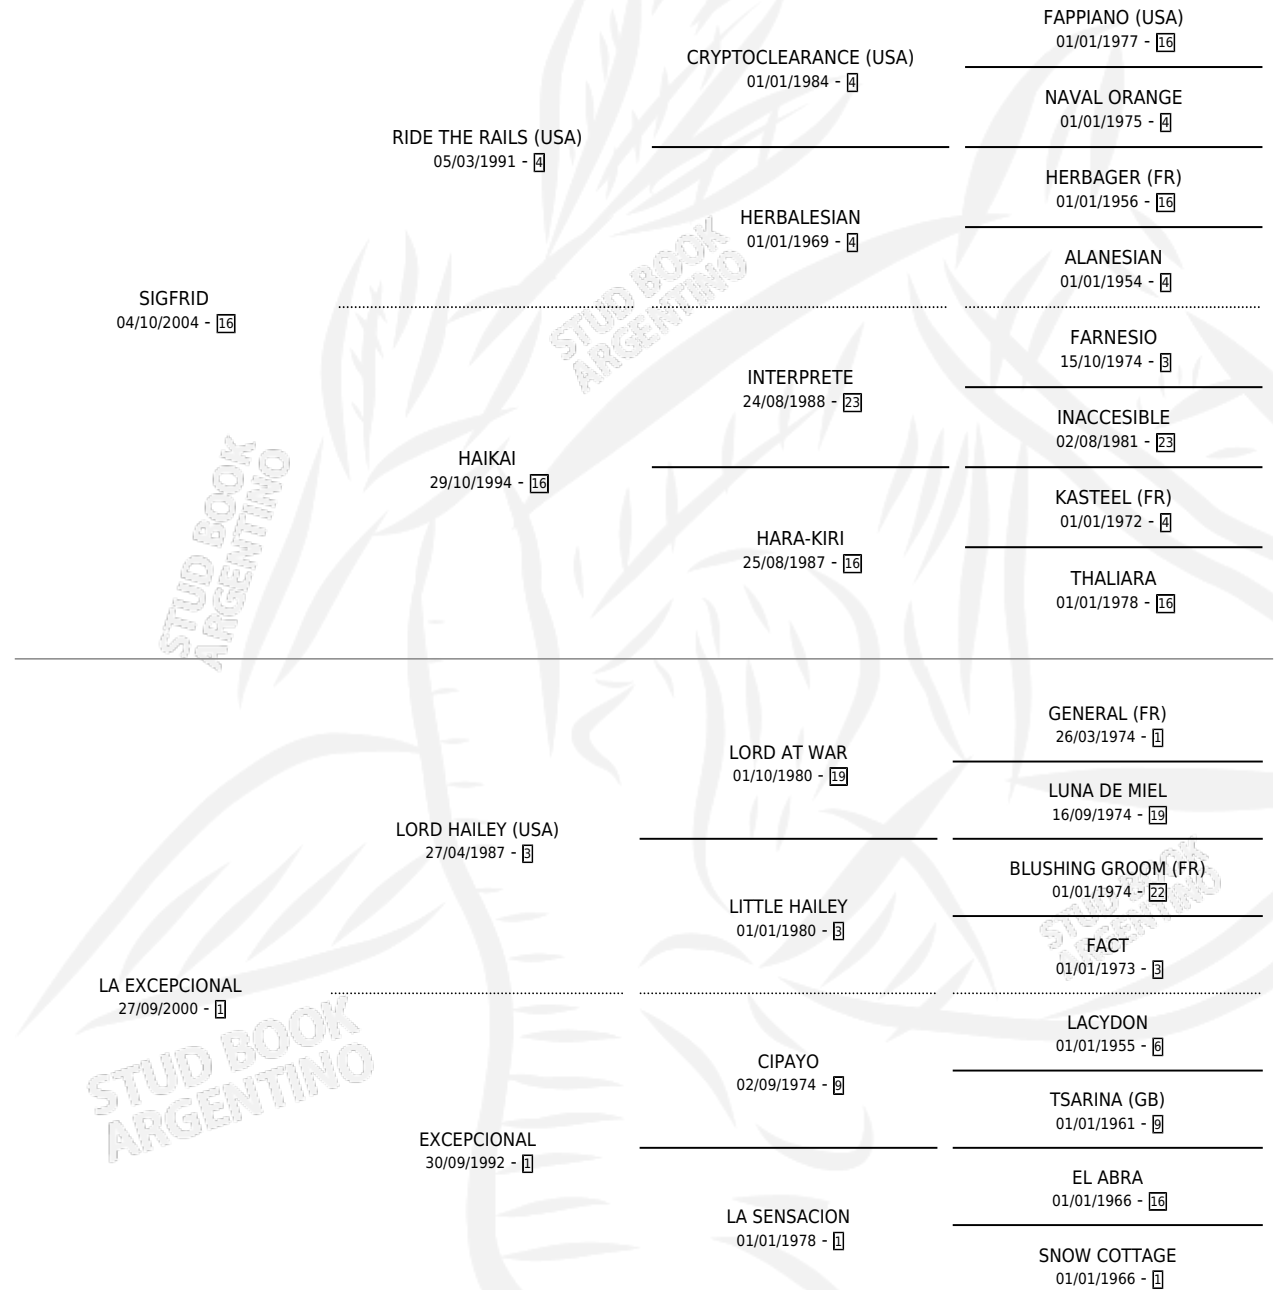 FAPPIANO (USA)
01/01/1977 - 16
CRYPTOCLEARANCE (USA)
01/01/1984 - 4
NAVAL ORANGE
01/01/1975 - 4
RIDE THE RAILS (USA)
05/03/1991 - 4
HERBAGER (FR)
01/01/1956 - 16
HERBALESIAN
01/01/1969 - 4
ALANESIAN
01/01/1954 - 4
SIGFRID
04/10/2004 - 16
STUD BOOK
ARGENTINO
FARNESIO
15/10/1974 - 3
INTERPRETE
24/08/1988 - 23
INACCESIBLE
02/08/1981 - 23
HAIKAI
29/10/1994 - 16
KASTEEL (FR)
01/01/1972 - 4
HARA-KIRI
25/08/1987 - 16
THALIARA
01/01/1978 - 16
STUD BOOK
ARGENTINO
GENERAL (FR)
26/03/1974 - 1
LORD AT WAR
01/10/1980 - 19
LUNA DE MIEL
16/09/1974 - 19
LORD HAILEY (USA)
27/04/1987 - 3
BLUSHING GROOM (FR)
01/01/1974 - 22
LITTLE HAILEY
01/01/1980 - 3
STUD BOOK
ARGENTINO
FACT
01/01/1973 - 3
LA EXCEPCIONAL
27/09/2000 - 1
STUD BOOK
ARGENTINO
LACYDON
01/01/1955 - 6
CIPAYO
02/09/1974 - 9
TSARINA (GB)
01/01/1961 - 9
EXCEPCIONAL
30/09/1992 - 1
EL ABRA
01/01/1966 - 16
LA SENSACION
01/01/1978 - 1
SNOW COTTAGE
01/01/1966 - 1